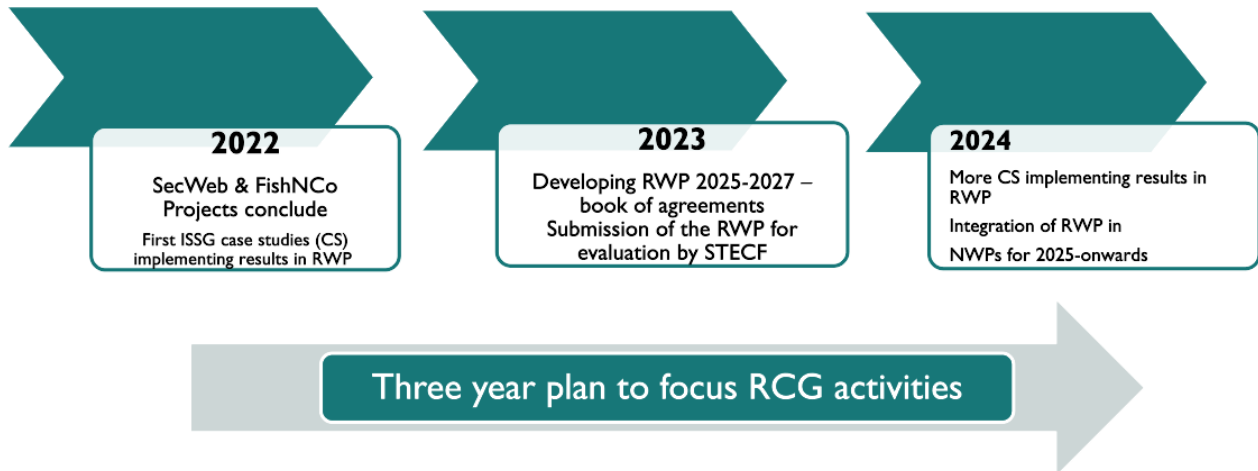 2022
SecWeb & FishNCo
Projects conclude
First ISSG case studies (CS)
implementing results in RWP
2023
Developing RWP 2025-2027 –
book of agreements
Submission of the RWP for
evaluation by STECF
2024
More CS implementing results in
RWP
Integration of RWP in
NWPs for 2025-onwards
Three year plan to focus RCG activities